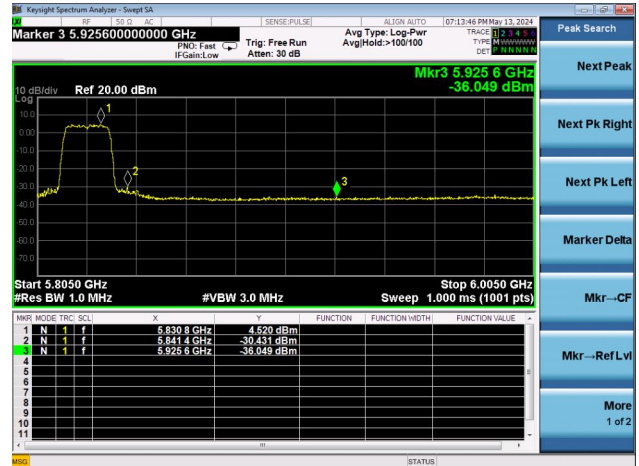 Keysight Spectrum Analyzer - Swept SA
RF 50 Ω AC SENSE:PULSE ALIGN AUTO 07:13:46 PM May 13, 2024
Marker 3 5.925600000000 GHz
PNO: Fast
IFGain:Low
Trig: Free Run
Atten: 30 dB
Avg Type: Log-Pwr
Avg|Hold:>100/100
TRACE 1 2 3 4 5 6
TYPE M W W W W W
DET P N N N N N
Peak Search
Mkr3 5.925 6 GHz
-36.049 dBm
10 dB/div Ref 20.00 dBm
Log
10.0
0.00
-10.0
-20.0
-30.0
-40.0
-50.0
-60.0
-70.0
1
2
3
Start 5.8050 GHz Stop 6.0050 GHz
#Res BW 1.0 MHz #VBW 3.0 MHz Sweep 1.000 ms (1001 pts)
MKR MODE TRC SCL X Y FUNCTION FUNCTION WIDTH FUNCTION VALUE
1 N 1 f 5.830 8 GHz 4.520 dBm
2 N 1 f 5.841 4 GHz -30.431 dBm
3 N 1 f 5.925 6 GHz -36.049 dBm
4
5
6
7
8
9
10
11
MSG STATUS
Next Peak
Next Pk Right
Next Pk Left
Marker Delta
Mkr→CF
Mkr→Ref Lvl
More
1 of 2